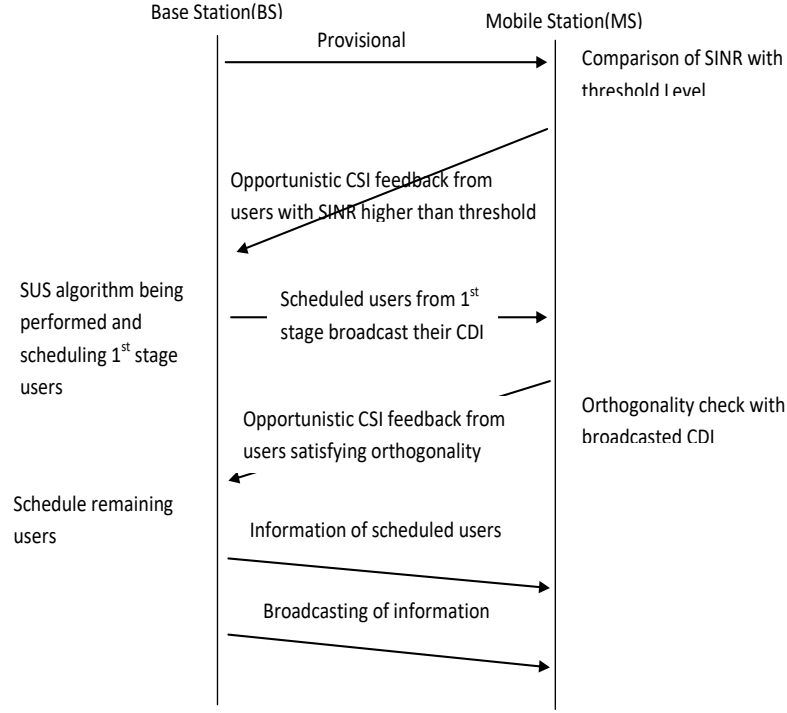 Base Station(BS)
Mobile Station(MS)
Provisional
Comparison of SINR with
threshold Level
Opportunistic CSI feedback from
users with SINR higher than threshold
SUS algorithm being
performed and
scheduling 1st stage
users
Scheduled users from 1st
stage broadcast their CDI
Orthogonality check with
broadcasted CDI
Opportunistic CSI feedback from
users satisfying orthogonality
Schedule remaining
users
Information of scheduled users
Broadcasting of information